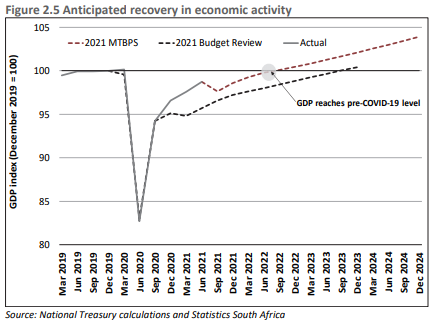 Figure 2.5 Anticipated recovery in economic activity
105
2021 MTBPS
2021 Budget Review
Actual
100
GDP reaches pre-COVID-19 level
95
90
85
80
GDP index (December 2019 = 100)
Mar 2019
Jun 2019
Sep 2019
Dec 2019
Mar 2020
Jun 2020
Sep 2020
Dec 2020
Mar 2021
Jun 2021
Sep 2021
Dec 2021
Mar 2022
Jun 2022
Sep 2022
Dec 2022
Mar 2023
Jun 2023
Sep 2023
Dec 2023
Mar 2024
Jun 2024
Sep 2024
Dec 2024
Source: National Treasury calculations and Statistics South Africa